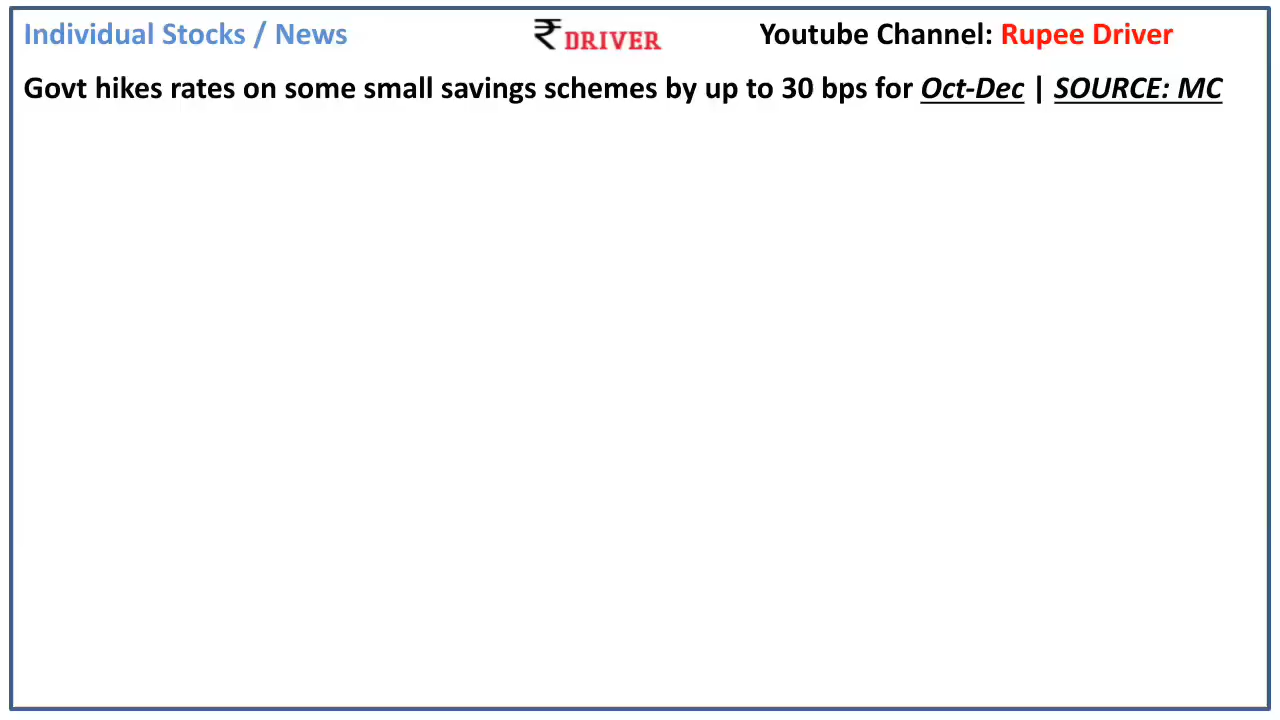 Individual Stocks / News
₹ DRIVER
Youtube Channel: Rupee Driver
Govt hikes rates on some small savings schemes by up to 30 bps for Oct-Dec | SOURCE: MC